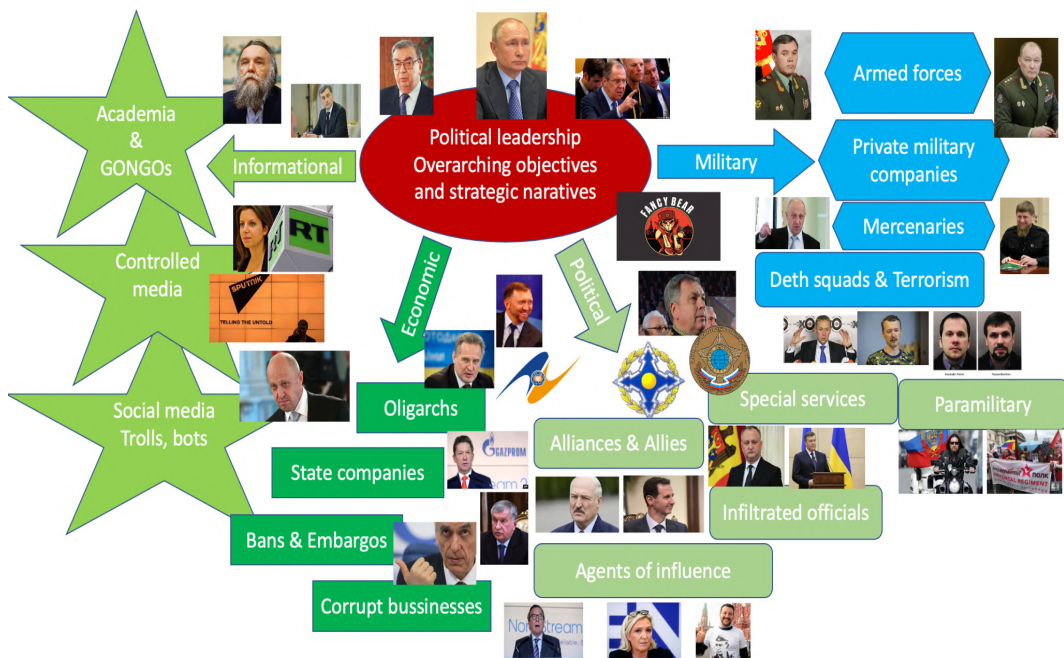 Academia
&
GONGOs
Informational
Political leadership
Overarching objectives
and strategic naratives
Military
Armed forces
Private military
companies
Mercenaries
Deth squads & Terrorism
FANCY BEAR
RT
Controlled
media
SPUTNIK
TELLING THE UNTOLD
Economic
Political
Social media
Trolls, bots
Oligarchs
Special services
Paramilitary
Alliances & Allies
State companies
GAZPROM
Infiltrated officials
Bans & Embargos
Agents of influence
Corrupt bussinesses